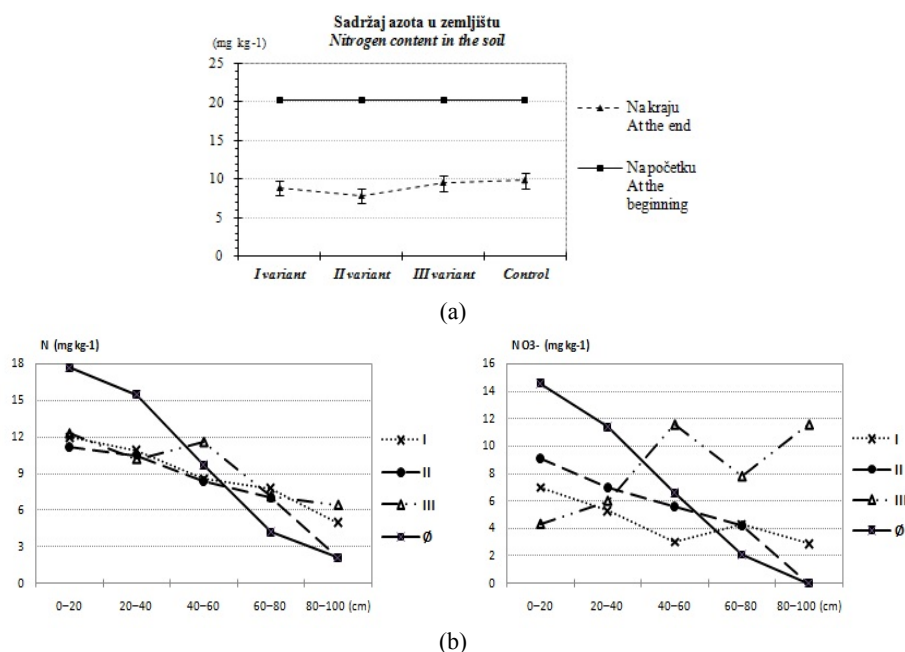 Sadržaj azota u zemljištu
Nitrogen content in the soil
(mg kg-1)
25
20
15
10
5
0
I variant II variant III variant Control
Na kraju
At the end
Na početku
At the
beginning
(a)
N (mg kg-1)
18
15
12
9
6
3
0
0–20 20–40 40–60 60–80 80–100 (cm)
I
II
III
Ø
NO3- (mg kg-1)
16
14
12
10
8
6
4
2
0
0–20 20–40 40–60 60–80 80–100 (cm)
I
II
III
Ø
(b)